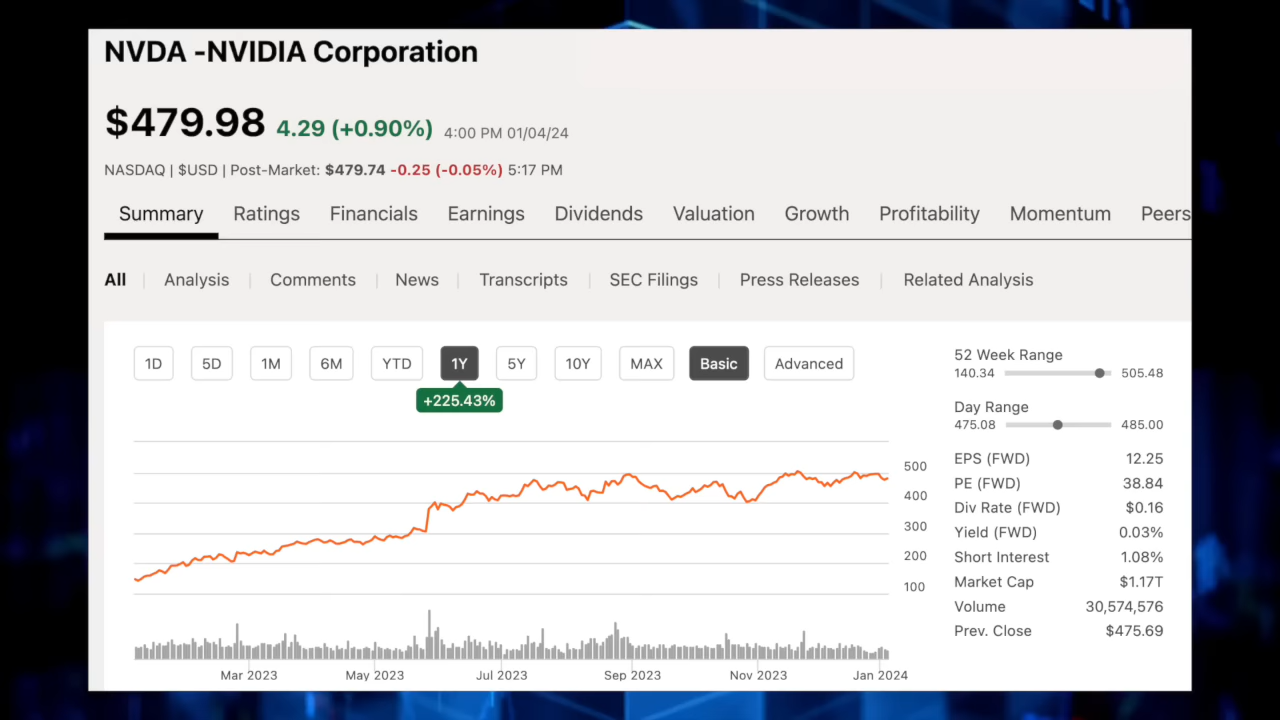 NVDA -NVIDIA Corporation
$479.98 4.29 (+0.90%) 4:00 PM 01/04/24
NASDAQ | $USD | Post-Market: $479.74 -0.25 (-0.05%) 5:17 PM
Summary Ratings Financials Earnings Dividends Valuation Growth Profitability Momentum Peers
All | Analysis | Comments | News | Transcripts | SEC Filings | Press Releases | Related Analysis
1D 5D 1M 6M YTD 1Y 5Y 10Y MAX Basic Advanced
+225.43%
500
400
300
200
100
Mar 2023 May 2023 Jul 2023 Sep 2023 Nov 2023 Jan 2024
52 Week Range
140.34 505.48
Day Range
475.08 485.00
EPS (FWD) 12.25
PE (FWD) 38.84
Div Rate (FWD) $0.16
Yield (FWD) 0.03%
Short Interest 1.08%
Market Cap $1.17T
Volume 30,574,576
Prev. Close $475.69